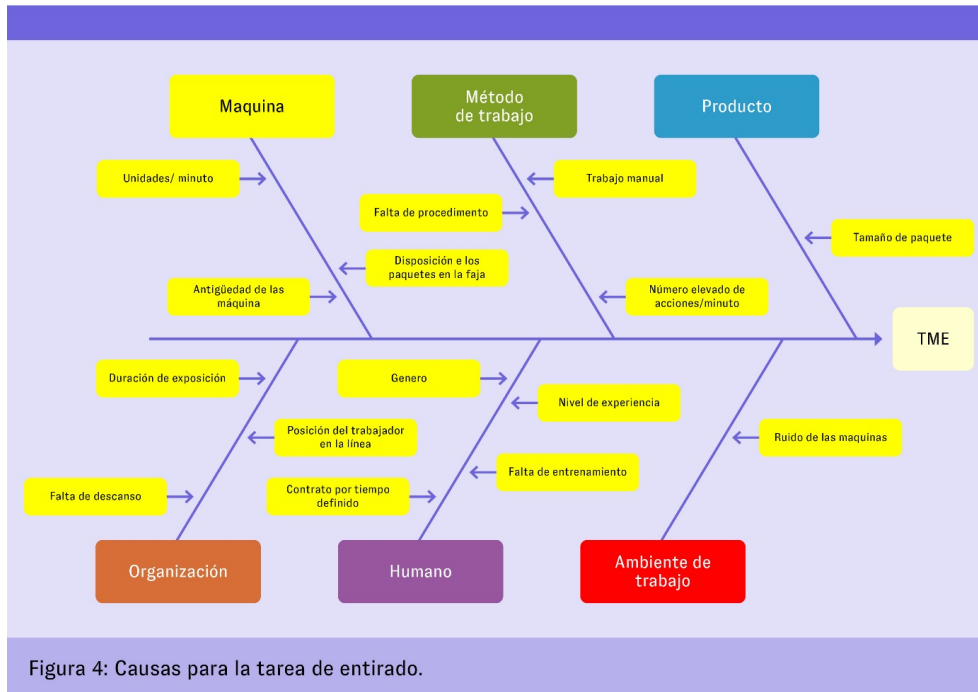 Maquina
Método
de trabajo
Producto
Unidades/ minuto
Trabajo manual
Falta de procedimento
Tamaño de paquete
Disposición e los
paquetes en la faja
Antigüedad de las
máquina
Número elevado de
acciones/minuto
TME
Duración de exposición
Genero
Nivel de experiencia
Posición del trabajador
en la línea
Ruido de las maquinas
Falta de entrenamiento
Falta de descanso
Contrato por tiempo
definido
Organización
Humano
Ambiente de
trabajo
Figura 4: Causas para la tarea de entirado.